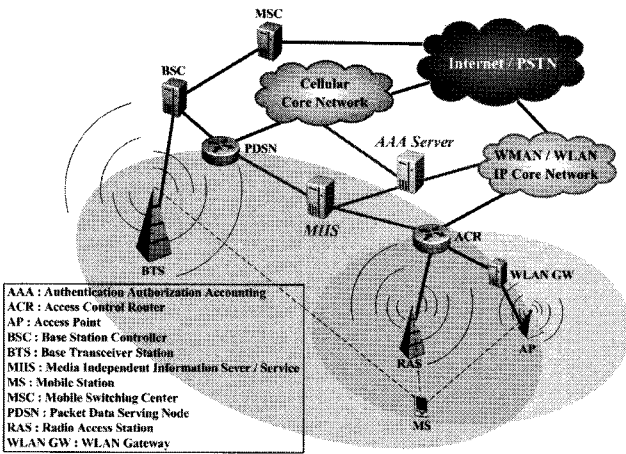 MSC
Internet / PSTN
BSC
Cellular
Core Network
AAA Server
PDSN
WMAN / WLAN
IP Core Network
MIIS
ACR
WLAN GW
BTS
RAS
AP
MS
AAA : Authentication Authorization Accounting
ACR : Access Control Router
AP : Access Point
BSC : Base Station Controller
BTS : Base Transceiver Station
MIIS : Media Independent Information Sever / Service
MS : Mobile Station
MSC : Mobile Switching Center
PDSN : Packet Data Serving Node
RAS : Radio Access Station
WLAN GW : WLAN Gateway